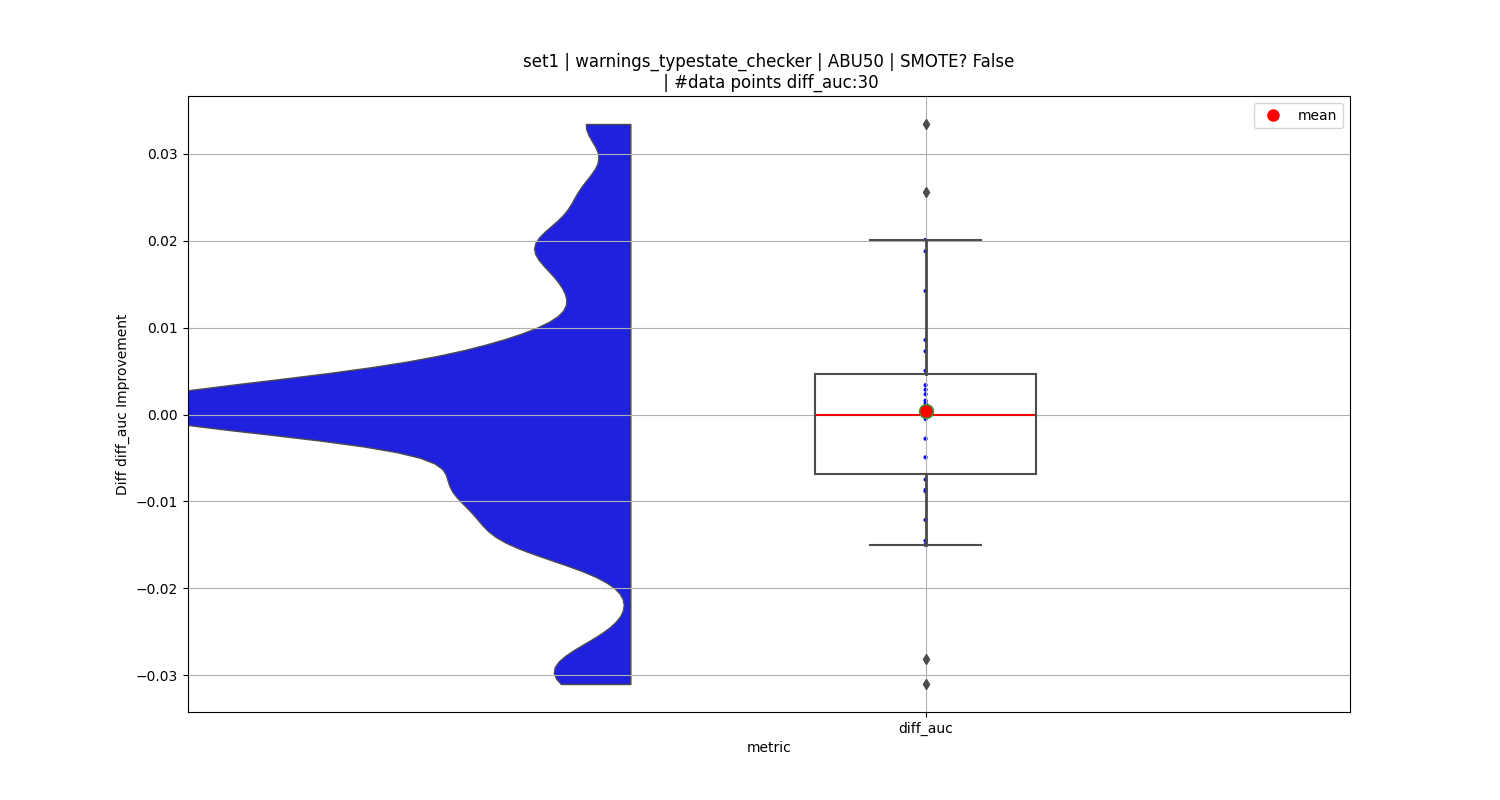 set1 | warnings_typestate_checker | ABU50 | SMOTE? False
| #data points diff_auc:30
mean
0.03
0.02
0.01
0.00
−0.01
−0.02
−0.03
Diff diff_auc Improvement
diff_auc
metric